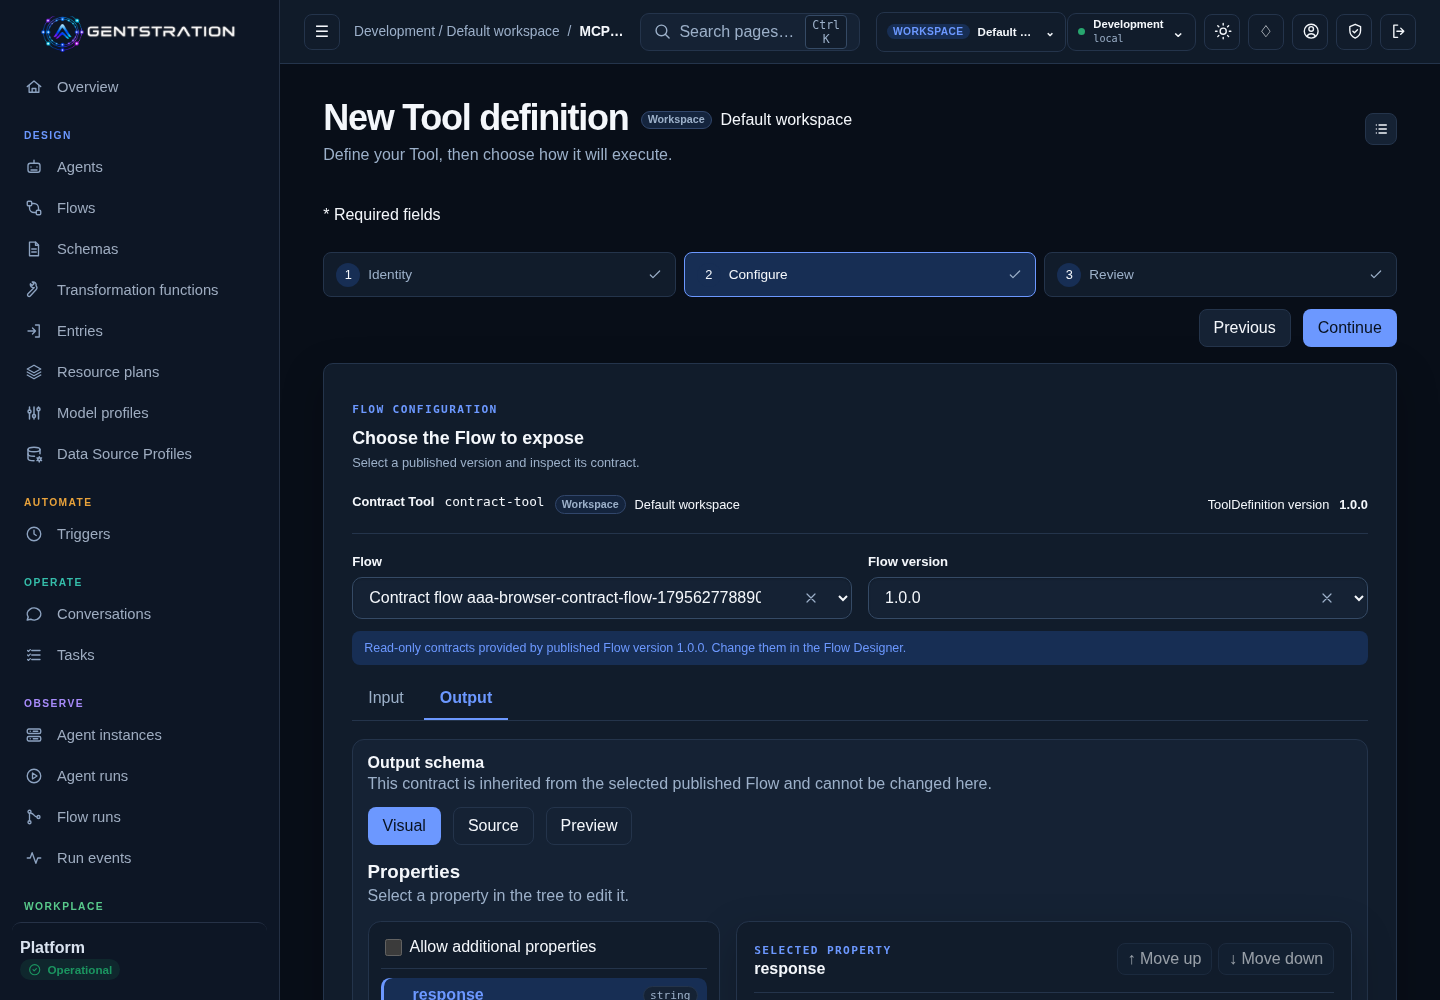 GENTSTRATION
☰
Development / Default workspace / MCP...
Search pages...
Ctrl K
WORKSPACE Default ...
Development
local
Overview
DESIGN
Agents
Flows
Schemas
Transformation functions
Entries
Resource plans
Model profiles
Data Source Profiles
AUTOMATE
Triggers
OPERATE
Conversations
Tasks
OBSERVE
Agent instances
Agent runs
Flow runs
Run events
WORKPLACE
Platform
Operational
New Tool definition Workspace Default workspace
Define your Tool, then choose how it will execute.
* Required fields
1 Identity
2 Configure
3 Review
Previous
Continue
FLOW CONFIGURATION
Choose the Flow to expose
Select a published version and inspect its contract.
Contract Tool contract-tool Workspace Default workspace
ToolDefinition version 1.0.0
Flow
Flow version
Contract flow aaa-browser-contract-flow-17956277889
1.0.0
Read-only contracts provided by published Flow version 1.0.0. Change them in the Flow Designer.
Input
Output
Output schema
This contract is inherited from the selected published Flow and cannot be changed here.
Visual
Source
Preview
Properties
Select a property in the tree to edit it.
Allow additional properties
response string
SELECTED PROPERTY
response
↑ Move up
↓ Move down